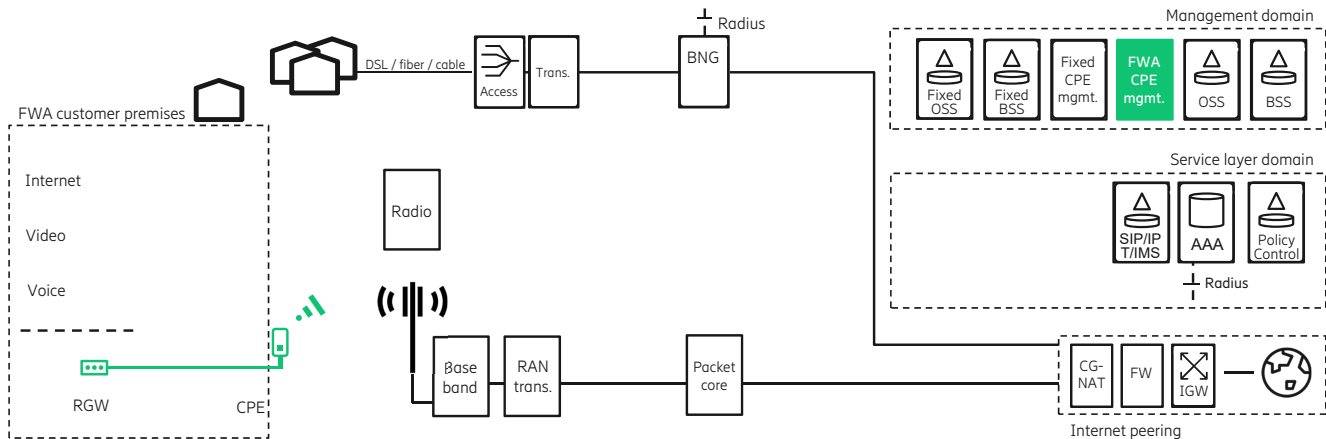 Management domain
Radius
DSL / fiber / cable
Access
Trans.
BNG
Fixed
OSS
Fixed
BSS
Fixed
CPE
mgmt.
FWA
CPE
mgmt.
OSS
BSS
FWA customer premises
Service layer domain
Internet
Video
Voice
Radio
SIP/IP
T/IMS
AAA
Policy
Control
Radius
Base
band
RAN
trans.
Packet
core
CG-
NAT
FW
IGW
RGW
CPE
Internet peering